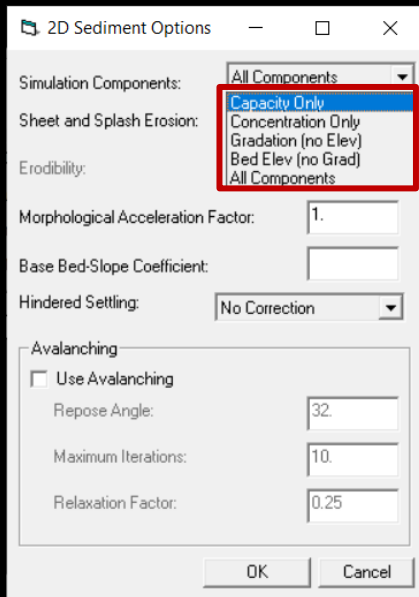 2D Sediment Options
Simulation Components: All Components
Capacity Only
Sheet and Splash Erosion: Concentration Only
Gradation (no Elev)
Erodibility: Bed Elev (no Grad)
All Components
Morphological Acceleration Factor: 1.
Base Bed-Slope Coefficient:
Hindered Settling: No Correction
Avalanching
Use Avalanching
Repose Angle: 32.
Maximum Iterations: 10.
Relaxation Factor: 0.25
OK Cancel